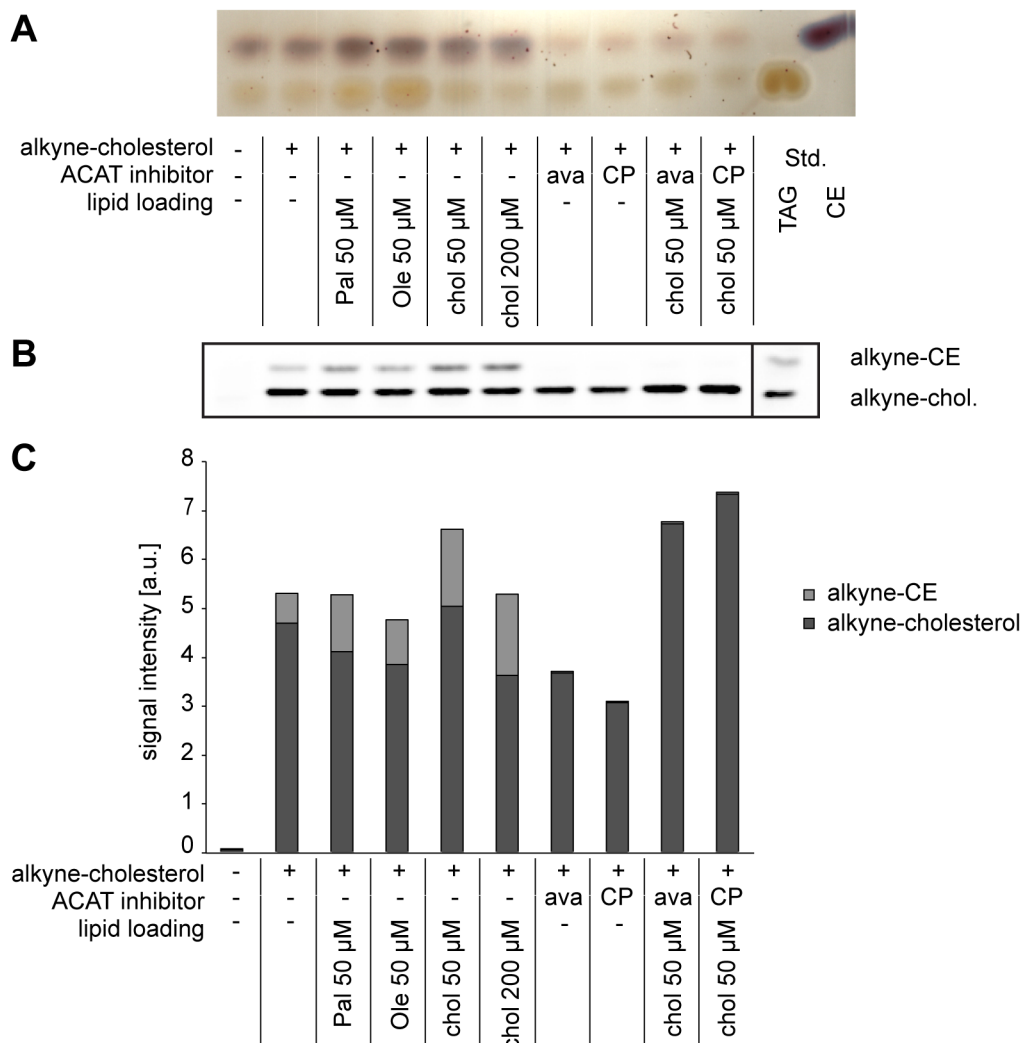 A
alkyne-cholesterol - + + + + + + + + +
ACAT inhibitor - - - - - - ava CP ava CP
lipid loading - - Pal 50 µM Ole 50 µM chol 50 µM chol 200 µM - - chol 50 µM chol 50 µM
Std.
TAG CE
B
alkyne-CE
alkyne-chol.
C
8
7
6
5
4
3
2
1
0
signal intensity [a.u.]
alkyne-CE
alkyne-cholesterol
alkyne-cholesterol - + + + + + + + + +
ACAT inhibitor - - - - - - ava CP ava CP
lipid loading - - Pal 50 µM Ole 50 µM chol 50 µM chol 200 µM - - chol 50 µM chol 50 µM